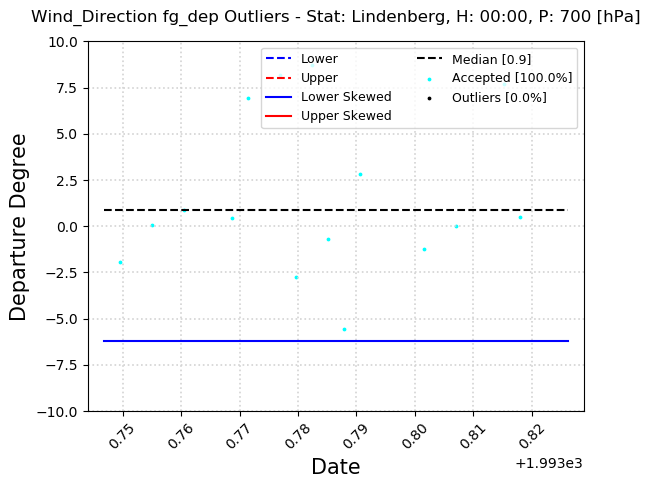 Wind_Direction fg_dep Outliers - Stat: Lindenberg, H: 00:00, P: 700 [hPa]
Departure Degree
10.0
7.5
5.0
2.5
0.0
−2.5
−5.0
−7.5
−10.0
Lower
Upper
Lower Skewed
Upper Skewed
Median [0.9]
Accepted [100.0%]
Outliers [0.0%]
0.75
0.76
0.77
0.78
0.79
0.80
0.81
0.82
+1.993e3
Date